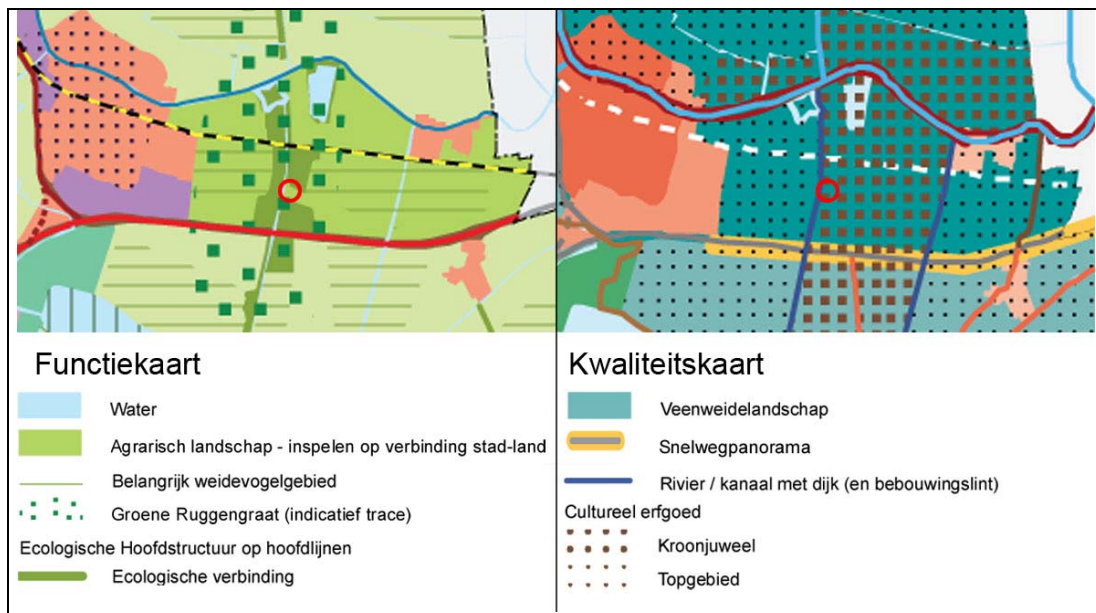 Functiekaart
Water
Agrarisch landschap - inspelen op verbinding stad-land
Belangrijk weidevogelgebied
Groene Ruggengraat (indicatief trace)
Ecologische Hoofdstructuur op hoofdlijnen
Ecologische verbinding
Kwaliteitskaart
Veenweidelandschap
Snelwegpanorama
Rivier / kanaal met dijk (en bebouwingslint)
Cultureel erfgoed
Kroonjuweel
Topgebied